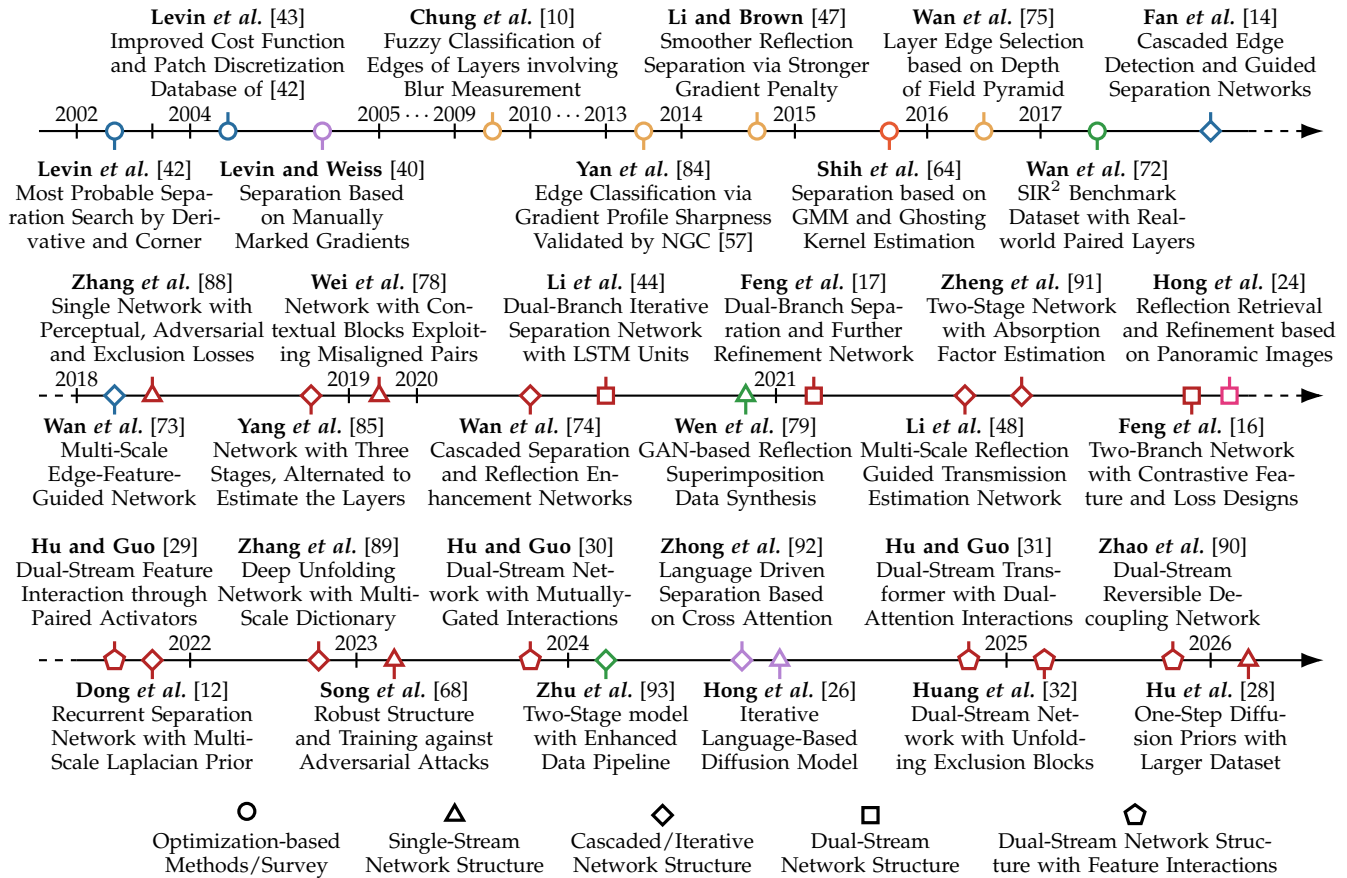 Levin et al. [43]
Improved Cost Function
and Patch Discretization
Database of [42]
Chung et al. [10]
Fuzzy Classification of
Edges of Layers involving
Blur Measurement
Li and Brown [47]
Smoother Reflection
Separation via Stronger
Gradient Penalty
Wan et al. [75]
Layer Edge Selection
based on Depth
of Field Pyramid
Fan et al. [14]
Cascaded Edge
Detection and Guided
Separation Networks
2002 2004 2005 ··· 2009 2010 ··· 2013 2014 2015 2016 2017
Levin et al. [42]
Most Probable Sepa-
ration Search by Deri-
vative and Corner
Levin and Weiss [40]
Separation Based
on Manually
Marked Gradients
Yan et al. [84]
Edge Classification via
Gradient Profile Sharpness
Validated by NGC [57]
Shih et al. [64]
Separation based on
GMM and Ghosting
Kernel Estimation
Wan et al. [72]
SIR² Benchmark
Dataset with Real-
world Paired Layers
Zhang et al. [88]
Single Network with
Perceptual, Adversarial
and Exclusion Losses
Wei et al. [78]
Network with Con-
textual Blocks Exploit-
ing Misaligned Pairs
Li et al. [44]
Dual-Branch Iterative
Separation Network
with LSTM Units
Feng et al. [17]
Dual-Branch Sepa-
ration and Further
Refinement Network
Zheng et al. [91]
Two-Stage Network
with Absorption
Factor Estimation
Hong et al. [24]
Reflection Retrieval
and Refinement based
on Panoramic Images
2018 2019 2020 2021
Wan et al. [73]
Multi-Scale
Edge-Feature-
Guided Network
Yang et al. [85]
Network with Three
Stages, Alternated to
Estimate the Layers
Wan et al. [74]
Cascaded Separation
and Reflection En-
hancement Networks
Wen et al. [79]
GAN-based Reflection
Superimposition
Data Synthesis
Li et al. [48]
Multi-Scale Reflection
Guided Transmission
Estimation Network
Feng et al. [16]
Two-Branch Network
with Contrastive Fea-
ture and Loss Designs
Hu and Guo [29]
Dual-Stream Feature
Interaction through
Paired Activators
Zhang et al. [89]
Deep Unfolding
Network with Multi-
Scale Dictionary
Hu and Guo [30]
Dual-Stream Net-
work with Mutually-
Gated Interactions
Zhong et al. [92]
Language Driven
Separation Based
on Cross Attention
Hu and Guo [31]
Dual-Stream Trans-
former with Dual-
Attention Interactions
Zhao et al. [90]
Dual-Stream
Reversible De-
coupling Network
2022 2023 2024 2025 2026
Dong et al. [12]
Recurrent Separation
Network with Multi-
Scale Laplacian Prior
Song et al. [68]
Robust Structure
and Training against
Adversarial Attacks
Zhu et al. [93]
Two-Stage model
with Enhanced
Data Pipeline
Hong et al. [26]
Iterative
Language-Based
Diffusion Model
Huang et al. [32]
Dual-Stream Net-
work with Unfold-
ing Exclusion Blocks
Hu et al. [28]
One-Step Diffu-
sion Priors with
Larger Dataset
Optimization-based
Methods/Survey
Single-Stream
Network Structure
Cascaded/Iterative
Network Structure
Dual-Stream
Network Structure
Dual-Stream Network Struc-
ture with Feature Interactions